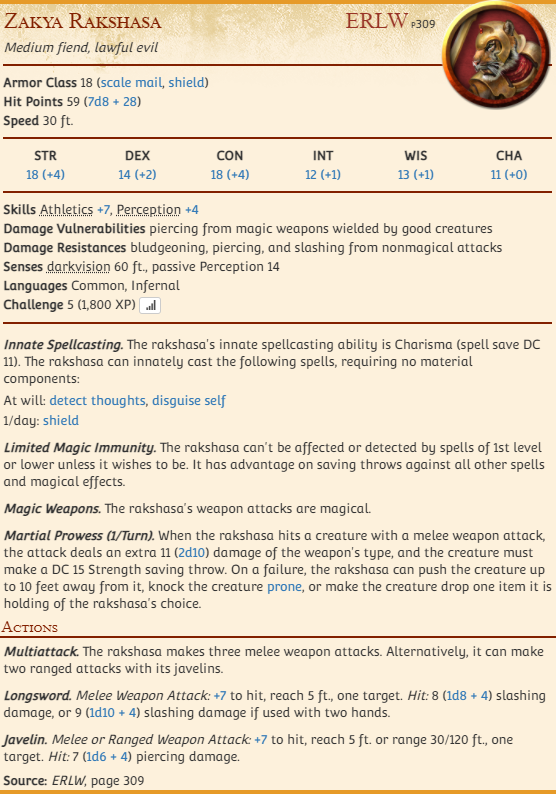 Zakya Rakshasa ERLW p309
Medium fiend, lawful evil
Armor Class 18 (scale mail, shield)
Hit Points 59 (7d8 + 28)
Speed 30 ft.
STR DEX CON INT WIS CHA
18 (+4) 14 (+2) 18 (+4) 12 (+1) 13 (+1) 11 (+0)
Skills Athletics +7, Perception +4
Damage Vulnerabilities piercing from magic weapons wielded by good creatures
Damage Resistances bludgeoning, piercing, and slashing from nonmagical attacks
Senses darkvision 60 ft., passive Perception 14
Languages Common, Infernal
Challenge 5 (1,800 XP)
Innate Spellcasting. The rakshasa's innate spellcasting ability is Charisma (spell save DC
11). The rakshasa can innately cast the following spells, requiring no material
components:
At will: detect thoughts, disguise self
1/day: shield
Limited Magic Immunity. The rakshasa can't be affected or detected by spells of 1st level
or lower unless it wishes to be. It has advantage on saving throws against all other spells
and magical effects.
Magic Weapons. The rakshasa's weapon attacks are magical.
Martial Prowess (1/Turn). When the rakshasa hits a creature with a melee weapon attack,
the attack deals an extra 11 (2d10) damage of the weapon's type, and the creature must
make a DC 15 Strength saving throw. On a failure, the rakshasa can push the creature up
to 10 feet away from it, knock the creature prone, or make the creature drop one item it is
holding of the rakshasa's choice.
Actions
Multiattack. The rakshasa makes three melee weapon attacks. Alternatively, it can make
two ranged attacks with its javelins.
Longsword. Melee Weapon Attack: +7 to hit, reach 5 ft., one target. Hit: 8 (1d8 + 4) slashing
damage, or 9 (1d10 + 4) slashing damage if used with two hands.
Javelin. Melee or Ranged Weapon Attack: +7 to hit, reach 5 ft. or range 30/120 ft., one
target. Hit: 7 (1d6 + 4) piercing damage.
Source: ERLW, page 309